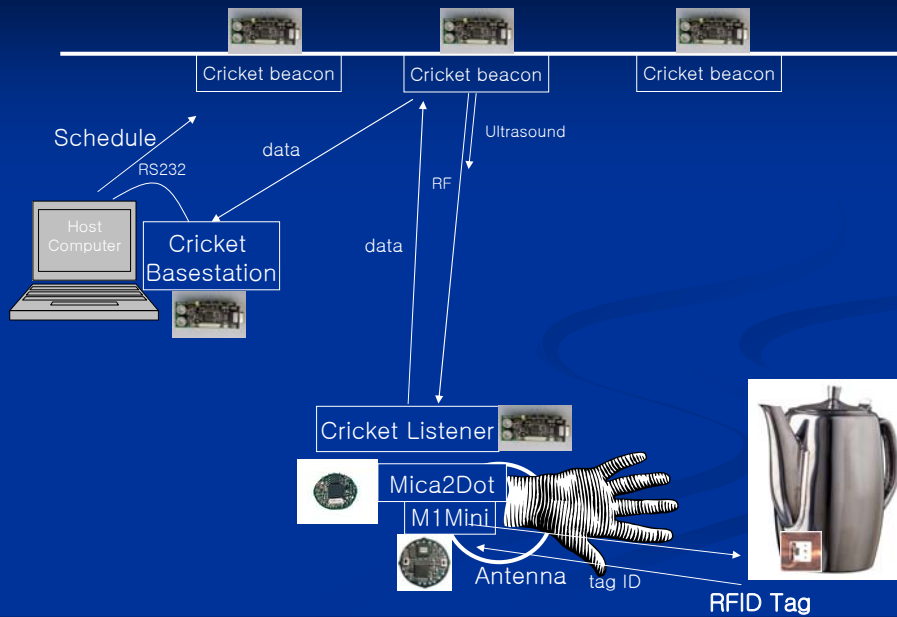 Cricket beacon
Cricket beacon
Cricket beacon
Schedule
RS232
data
Ultrasound
RF
Host
Computer
Cricket
Basestation
data
Cricket Listener
Mica2Dot
M1Mini
Antenna
tag ID
RFID Tag